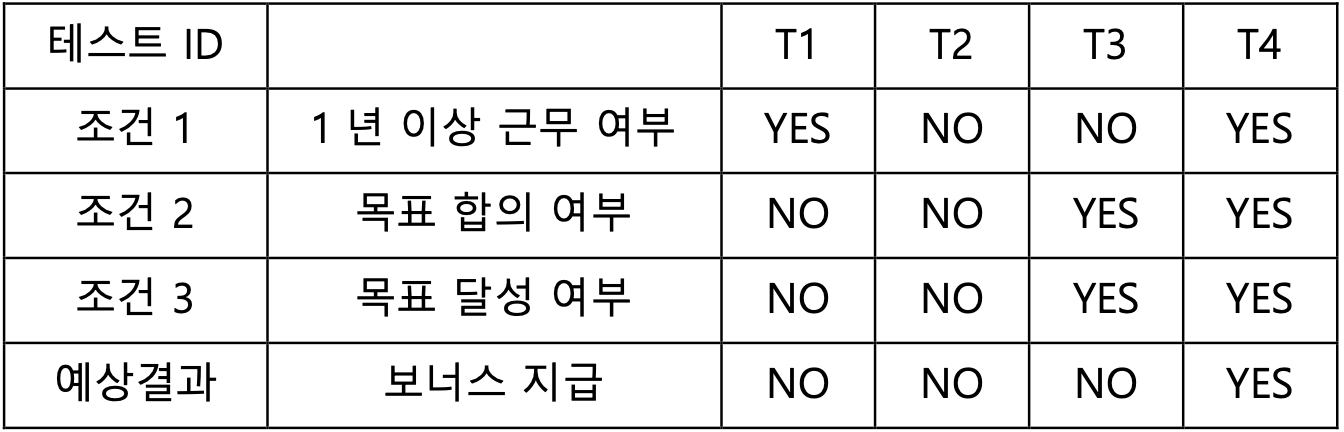 테스트 ID T1 T2 T3 T4
조건 1 1 년 이상 근무 여부 YES NO NO YES
조건 2 목표 합의 여부 NO NO YES YES
조건 3 목표 달성 여부 NO NO YES YES
예상결과 보너스 지급 NO NO NO YES